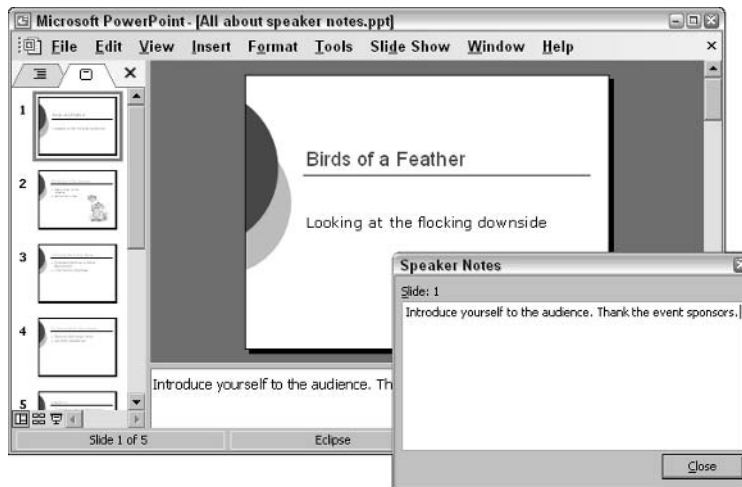 Microsoft PowerPoint - [All about speaker notes.ppt]
File Edit View Insert Format Tools Slide Show Window Help
1
2
3
4
5
Birds of a Feather
Looking at the flocking downside
Introduce yourself to the audience. Th
Slide 1 of 5 Eclipse
Speaker Notes
Slide: 1
Introduce yourself to the audience. Thank the event sponsors.
Close